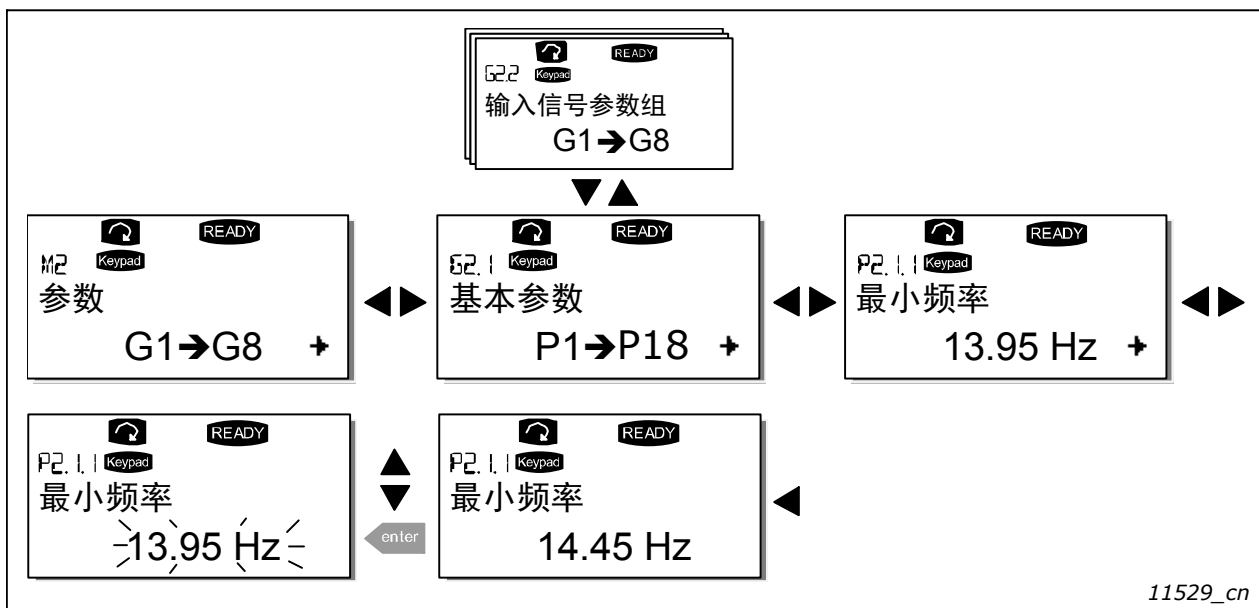 READY
G2.2 Keypad
输入信号参数组
G1➔G8
READY
M2 Keypad
参数
G1➔G8
READY
G2.1 Keypad
基本参数
P1➔P18
READY
P2.1.1 Keypad
最小频率
13.95 Hz
READY
P2.1.1 Keypad
最小频率
13.95 Hz
enter
READY
P2.1.1 Keypad
最小频率
14.45 Hz
11529_cn